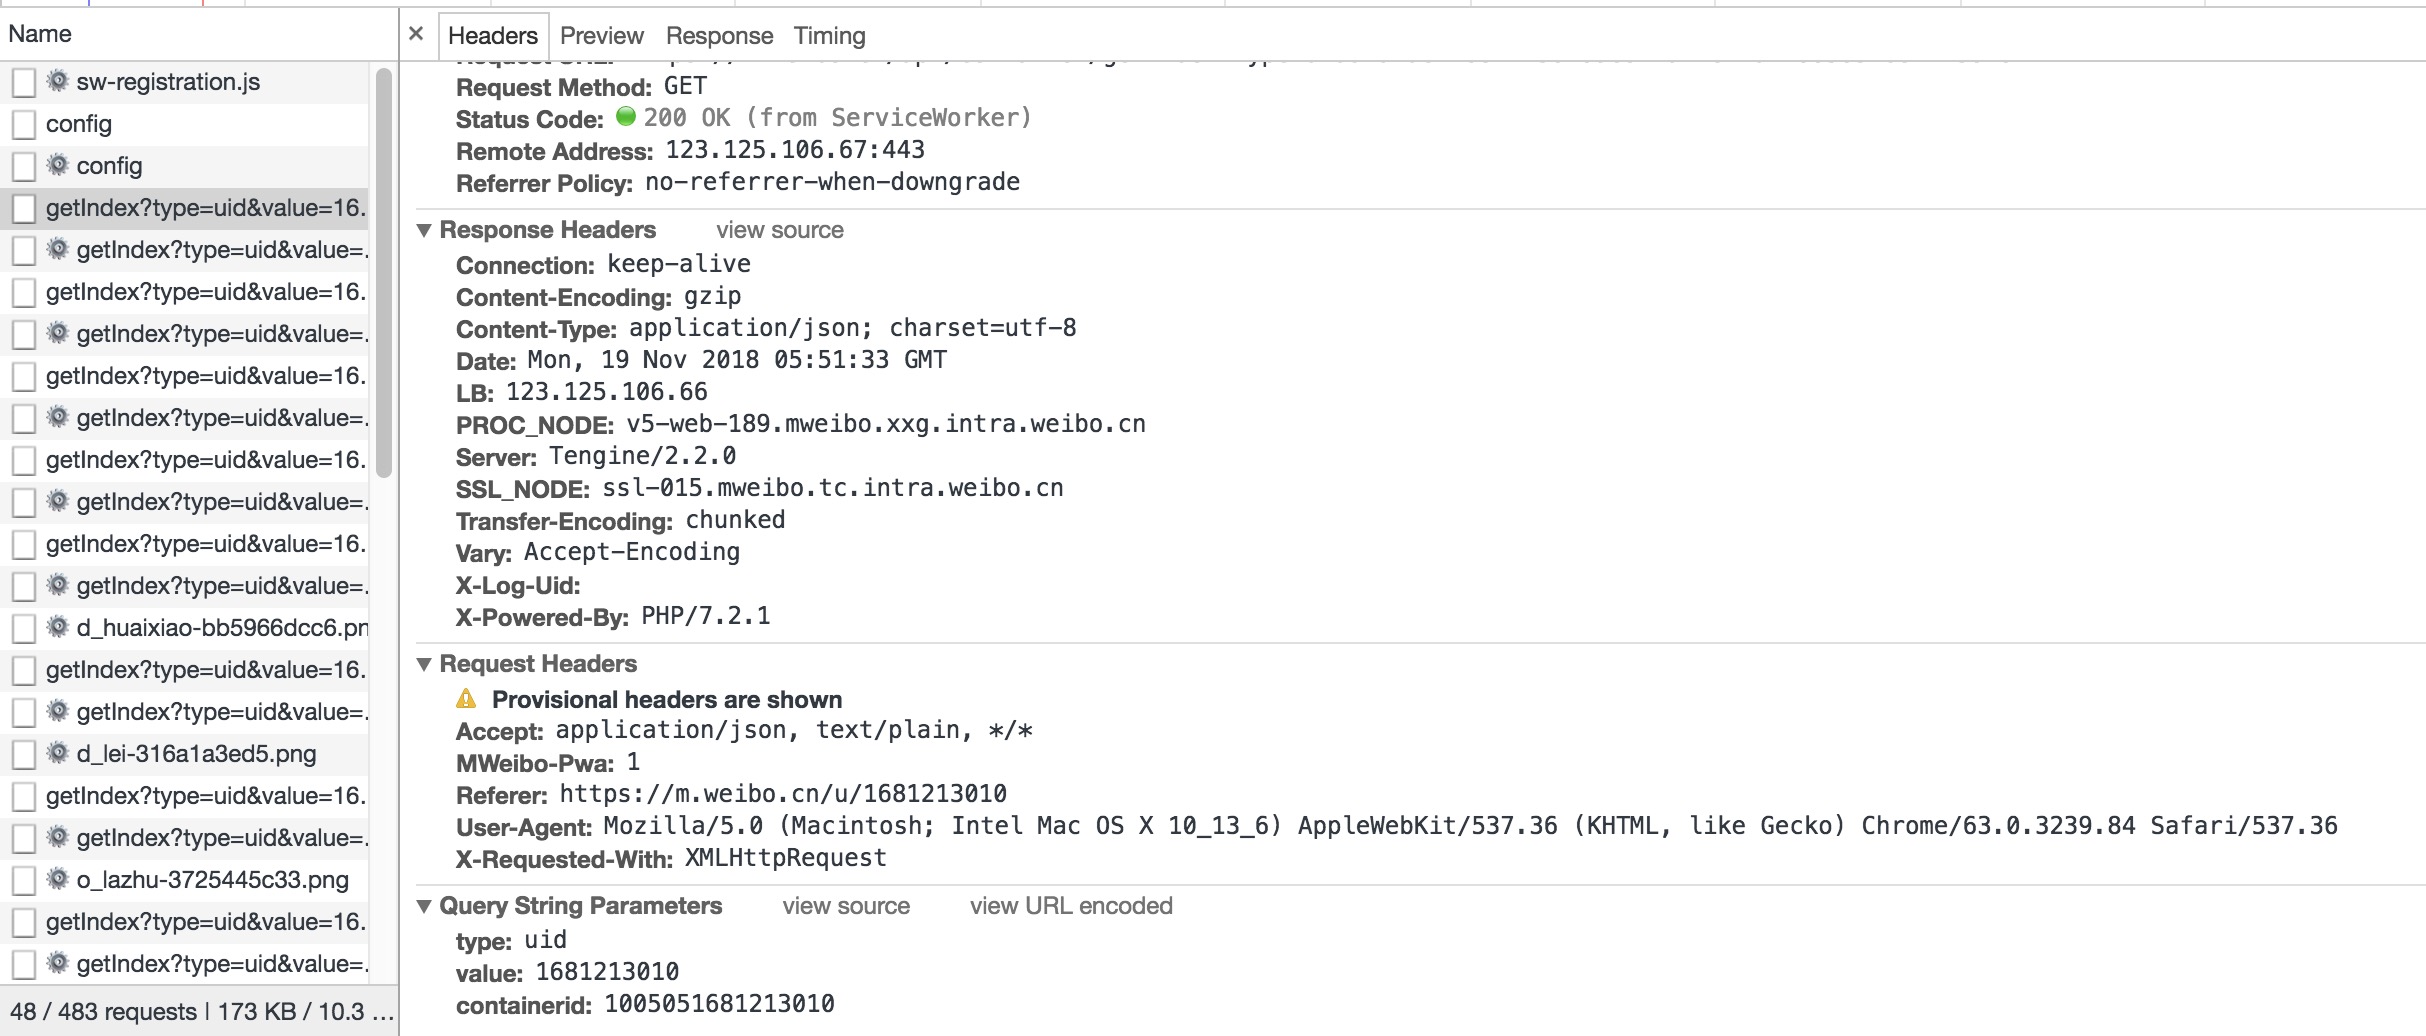 Name
sw-registration.js
config
config
getIndex?type=uid&value=16.
getIndex?type=uid&value=.
getIndex?type=uid&value=16.
getIndex?type=uid&value=.
getIndex?type=uid&value=16.
getIndex?type=uid&value=.
getIndex?type=uid&value=16.
getIndex?type=uid&value=.
getIndex?type=uid&value=16.
getIndex?type=uid&value=.
d_huaixiao-bb5966dcc6.pn
getIndex?type=uid&value=16.
getIndex?type=uid&value=.
d_lei-316a1a3ed5.png
getIndex?type=uid&value=16.
getIndex?type=uid&value=.
o_lazhu-3725445c33.png
getIndex?type=uid&value=16.
getIndex?type=uid&value=.
48 / 483 requests | 173 KB / 10.3 ...
× Headers Preview Response Timing
Request Method: GET
Status Code: 200 OK (from ServiceWorker)
Remote Address: 123.125.106.67:443
Referrer Policy: no-referrer-when-downgrade
▼ Response Headers view source
Connection: keep-alive
Content-Encoding: gzip
Content-Type: application/json; charset=utf-8
Date: Mon, 19 Nov 2018 05:51:33 GMT
LB: 123.125.106.66
PROC_NODE: v5-web-189.mweibo.xxg.intra.weibo.cn
Server: Tengine/2.2.0
SSL_NODE: ssl-015.mweibo.tc.intra.weibo.cn
Transfer-Encoding: chunked
Vary: Accept-Encoding
X-Log-Uid:
X-Powered-By: PHP/7.2.1
▼ Request Headers
Provisional headers are shown
Accept: application/json, text/plain, */*
MWeibo-Pwa: 1
Referer: https://m.weibo.cn/u/1681213010
User-Agent: Mozilla/5.0 (Macintosh; Intel Mac OS X 10_13_6) AppleWebKit/537.36 (KHTML, like Gecko) Chrome/63.0.3239.84 Safari/537.36
X-Requested-With: XMLHttpRequest
▼ Query String Parameters view source view URL encoded
type: uid
value: 1681213010
containerid: 1005051681213010